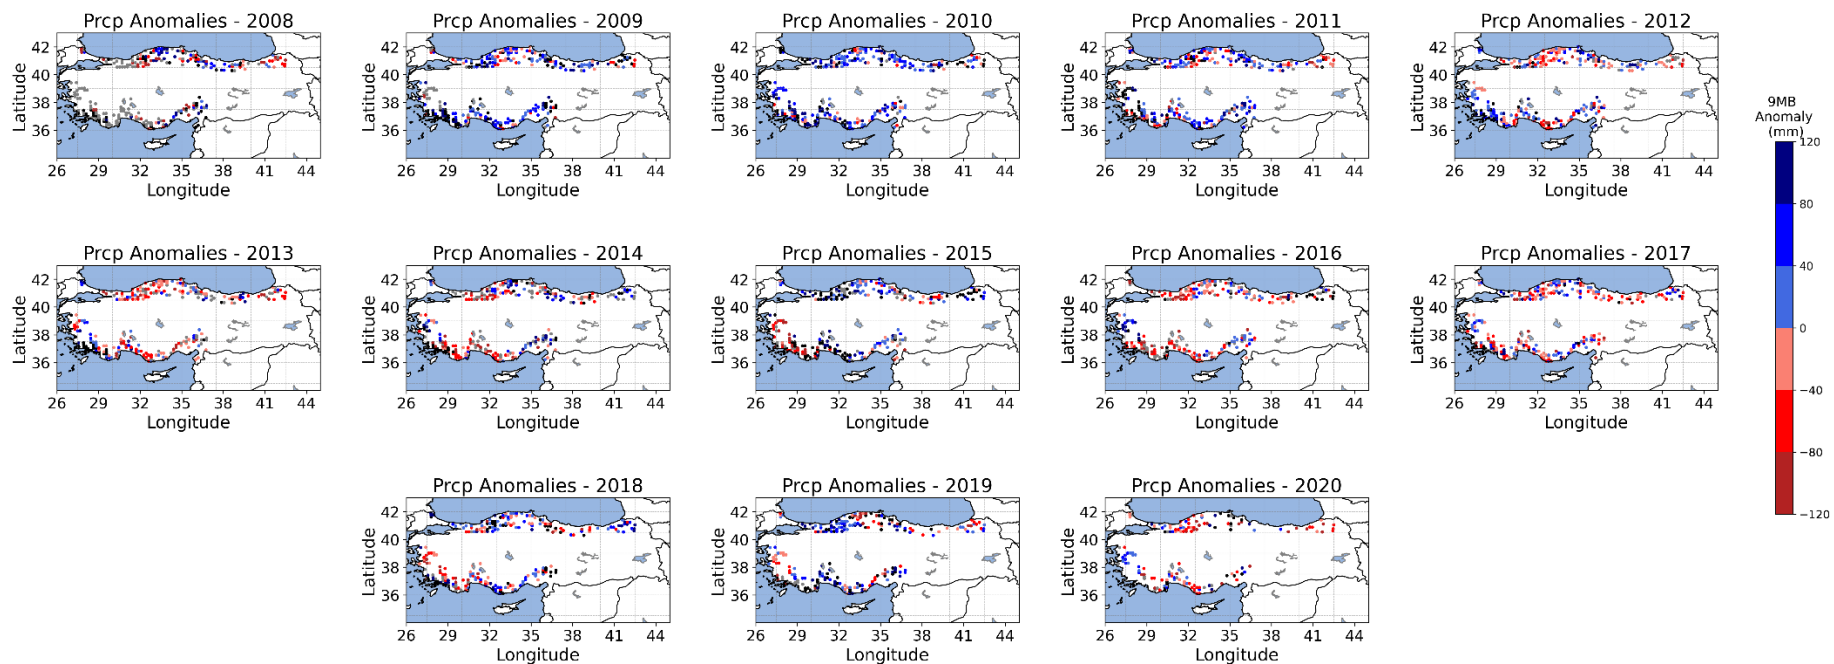 Prcp Anomalies - 2008
Prcp Anomalies - 2009
Prcp Anomalies - 2010
Prcp Anomalies - 2011
Prcp Anomalies - 2012
42
40
38
36
Latitude
26 29 32 35 38 41 44
Longitude
42
40
38
36
Latitude
26 29 32 35 38 41 44
Longitude
42
40
38
36
Latitude
26 29 32 35 38 41 44
Longitude
42
40
38
36
Latitude
26 29 32 35 38 41 44
Longitude
42
40
38
36
Latitude
26 29 32 35 38 41 44
Longitude
Prcp Anomalies - 2013
Prcp Anomalies - 2014
Prcp Anomalies - 2015
Prcp Anomalies - 2016
Prcp Anomalies - 2017
42
40
38
36
Latitude
26 29 32 35 38 41 44
Longitude
42
40
38
36
Latitude
26 29 32 35 38 41 44
Longitude
42
40
38
36
Latitude
26 29 32 35 38 41 44
Longitude
42
40
38
36
Latitude
26 29 32 35 38 41 44
Longitude
42
40
38
36
Latitude
26 29 32 35 38 41 44
Longitude
Prcp Anomalies - 2018
Prcp Anomalies - 2019
Prcp Anomalies - 2020
42
40
38
36
Latitude
26 29 32 35 38 41 44
Longitude
42
40
38
36
Latitude
26 29 32 35 38 41 44
Longitude
42
40
38
36
Latitude
26 29 32 35 38 41 44
Longitude
9MB
Anomaly
(mm)
120
80
40
0
−40
−80
−120